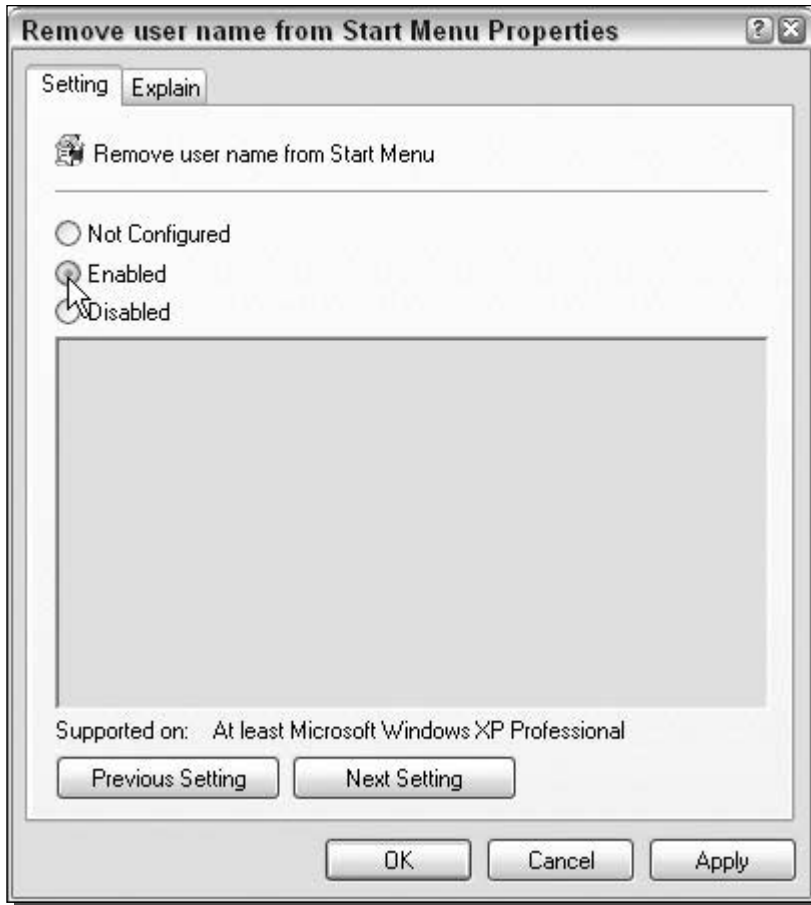 Remove user name from Start Menu Properties
Setting
Explain
Remove user name from Start Menu
Not Configured
Enabled
Disabled
Supported on: At least Microsoft Windows XP Professional
Previous Setting
Next Setting
OK
Cancel
Apply